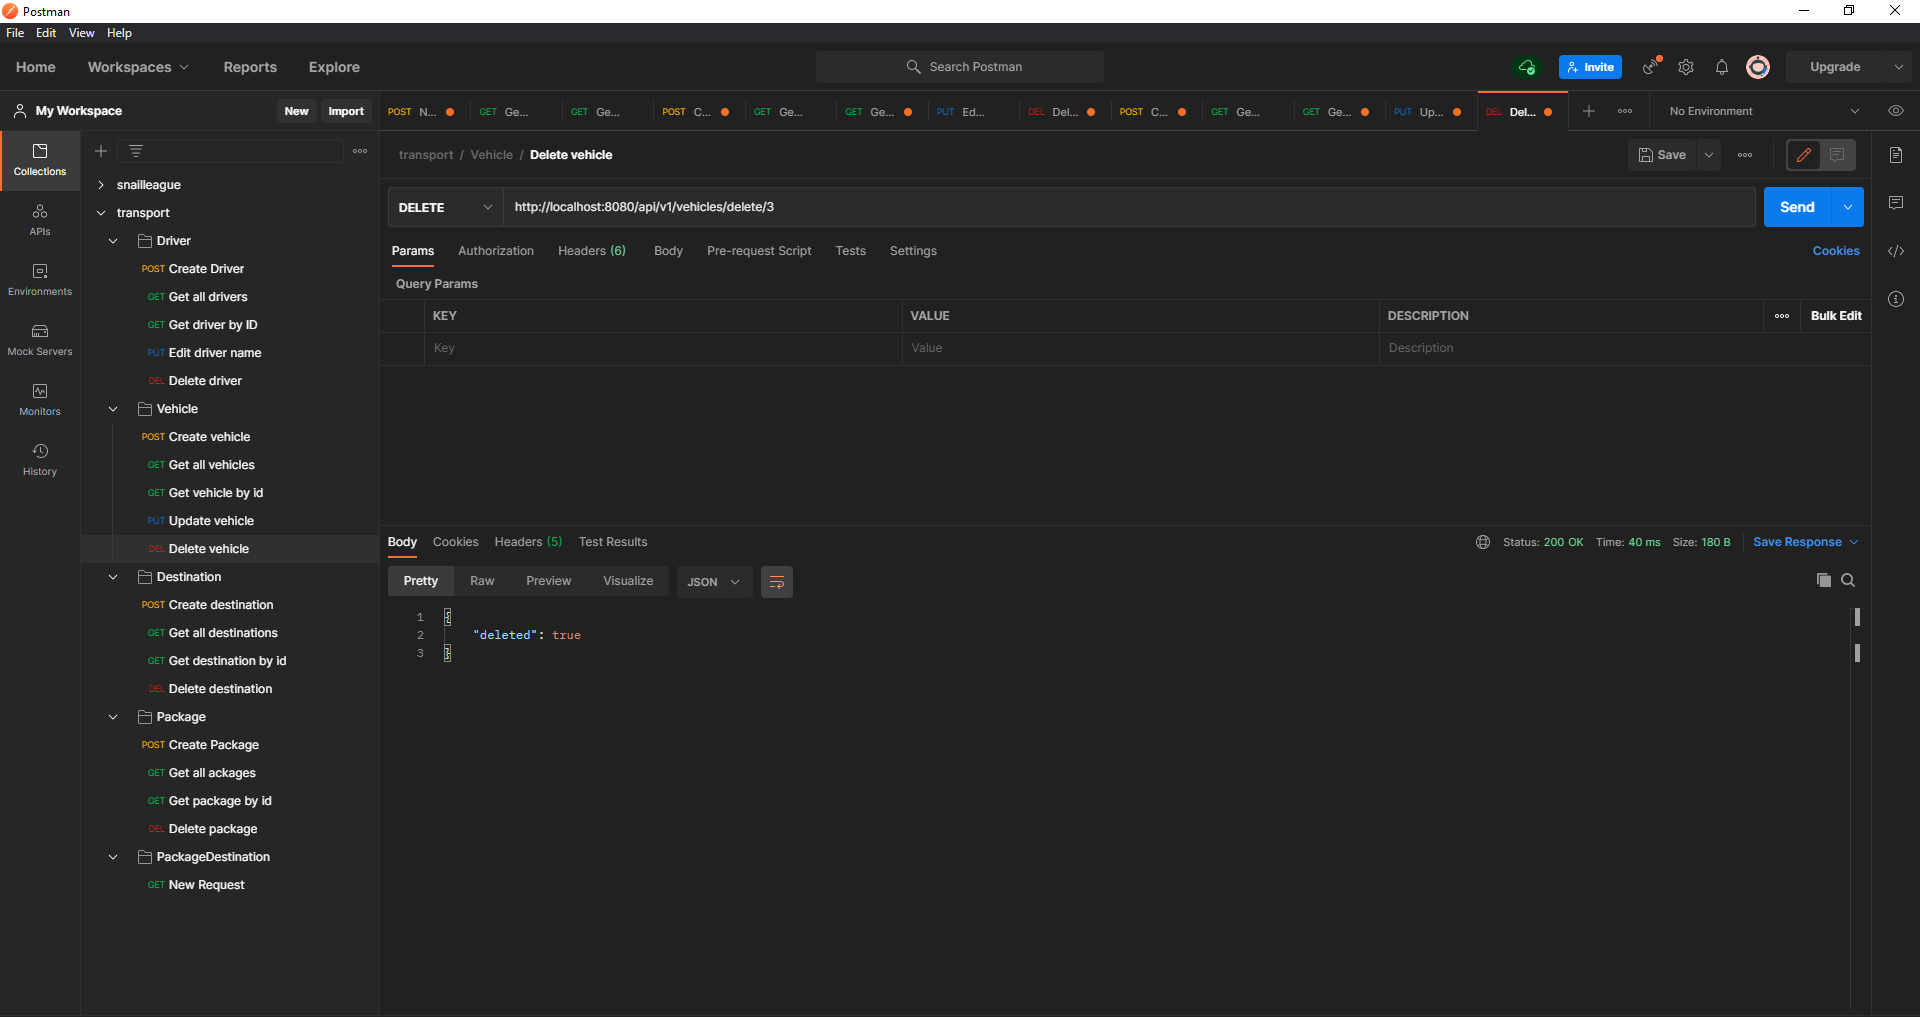 Postman
File Edit View Help
Home Workspaces Reports Explore Search Postman Invite Upgrade
My Workspace New Import
POST N... GET Ge... GET Ge... POST C... GET Ge... GET Ge... PUT Ed... DEL Del... POST C... GET Ge... GET Ge... PUT Up... DEL Del... No Environment
Collections
APIs
Environments
Mock Servers
Monitors
History
snailleague
transport
Driver
POST Create Driver
GET Get all drivers
GET Get driver by ID
PUT Edit driver name
DEL Delete driver
Vehicle
POST Create vehicle
GET Get all vehicles
GET Get vehicle by id
PUT Update vehicle
DEL Delete vehicle
Destination
POST Create destination
GET Get all destinations
GET Get destination by id
DEL Delete destination
Package
POST Create Package
GET Get all ackages
GET Get package by id
DEL Delete package
PackageDestination
GET New Request
transport / Vehicle / Delete vehicle Save
DELETE http://localhost:8080/api/v1/vehicles/delete/3 Send
Params Authorization Headers (6) Body Pre-request Script Tests Settings Cookies
Query Params
KEY VALUE DESCRIPTION Bulk Edit
Key Value Description
Body Cookies Headers (5) Test Results Status: 200 OK Time: 40 ms Size: 180 B Save Response
Pretty Raw Preview Visualize JSON
1 {
2 "deleted": true
3 }